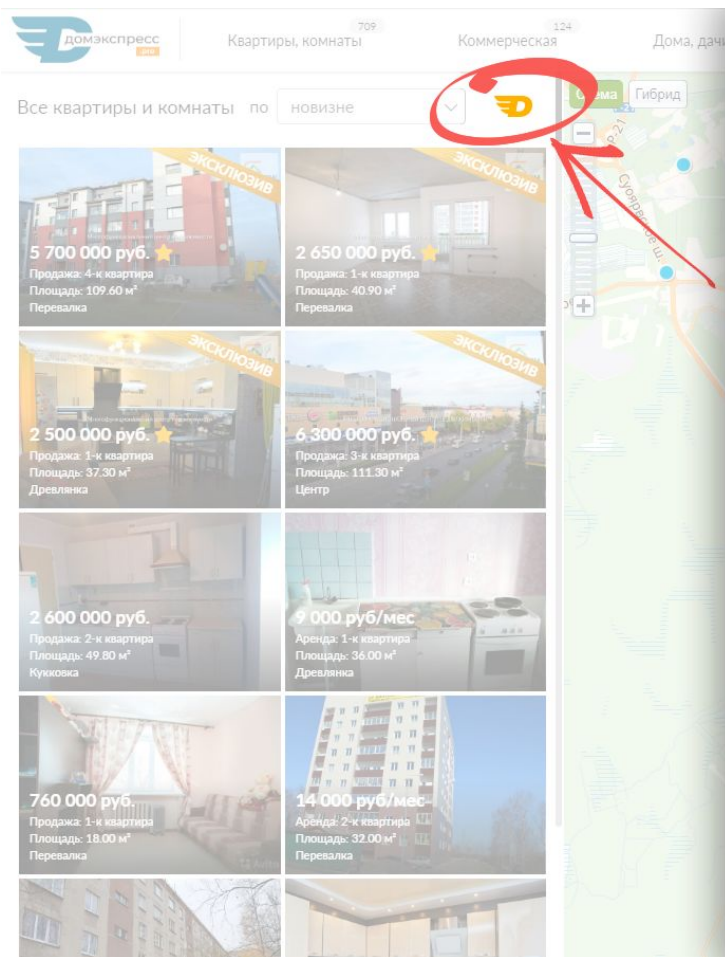 домэкспресс
.pro
Квартиры, комнаты
709
Коммерческая
124
Дома, дачи
Все квартиры и комнаты по новизне
Схема
Гибрид
Р-21
Суоярвское ш.
ЭКСКЛЮЗИВ
5 700 000 руб.
Продажа: 4-к квартира
Площадь: 109.60 м²
Перевалка
ЭКСКЛЮЗИВ
2 650 000 руб.
Продажа: 1-к квартира
Площадь: 40.90 м²
Перевалка
ЭКСКЛЮЗИВ
2 500 000 руб.
Продажа: 1-к квартира
Площадь: 37.30 м²
Древлянка
ЭКСКЛЮЗИВ
6 300 000 руб.
Продажа: 3-к квартира
Площадь: 111.30 м²
Центр
2 600 000 руб.
Продажа: 2-к квартира
Площадь: 49.80 м²
Кукковка
9 000 руб/мес
Аренда: 1-к квартира
Площадь: 36.00 м²
Древлянка
760 000 руб.
Продажа: 1-к квартира
Площадь: 18.00 м²
Перевалка
14 000 руб/мес
Аренда: 2-к квартира
Площадь: 32.00 м²
Перевалка